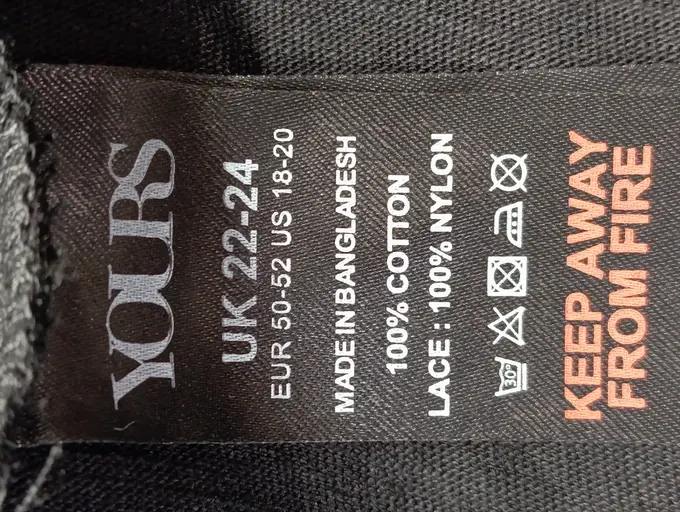 YOURS
UK 22-24
EUR 50-52 US 18-20
MADE IN BANGLADESH
100% COTTON
LACE : 100% NYLON
30°
KEEP AWAY
FROM FIRE